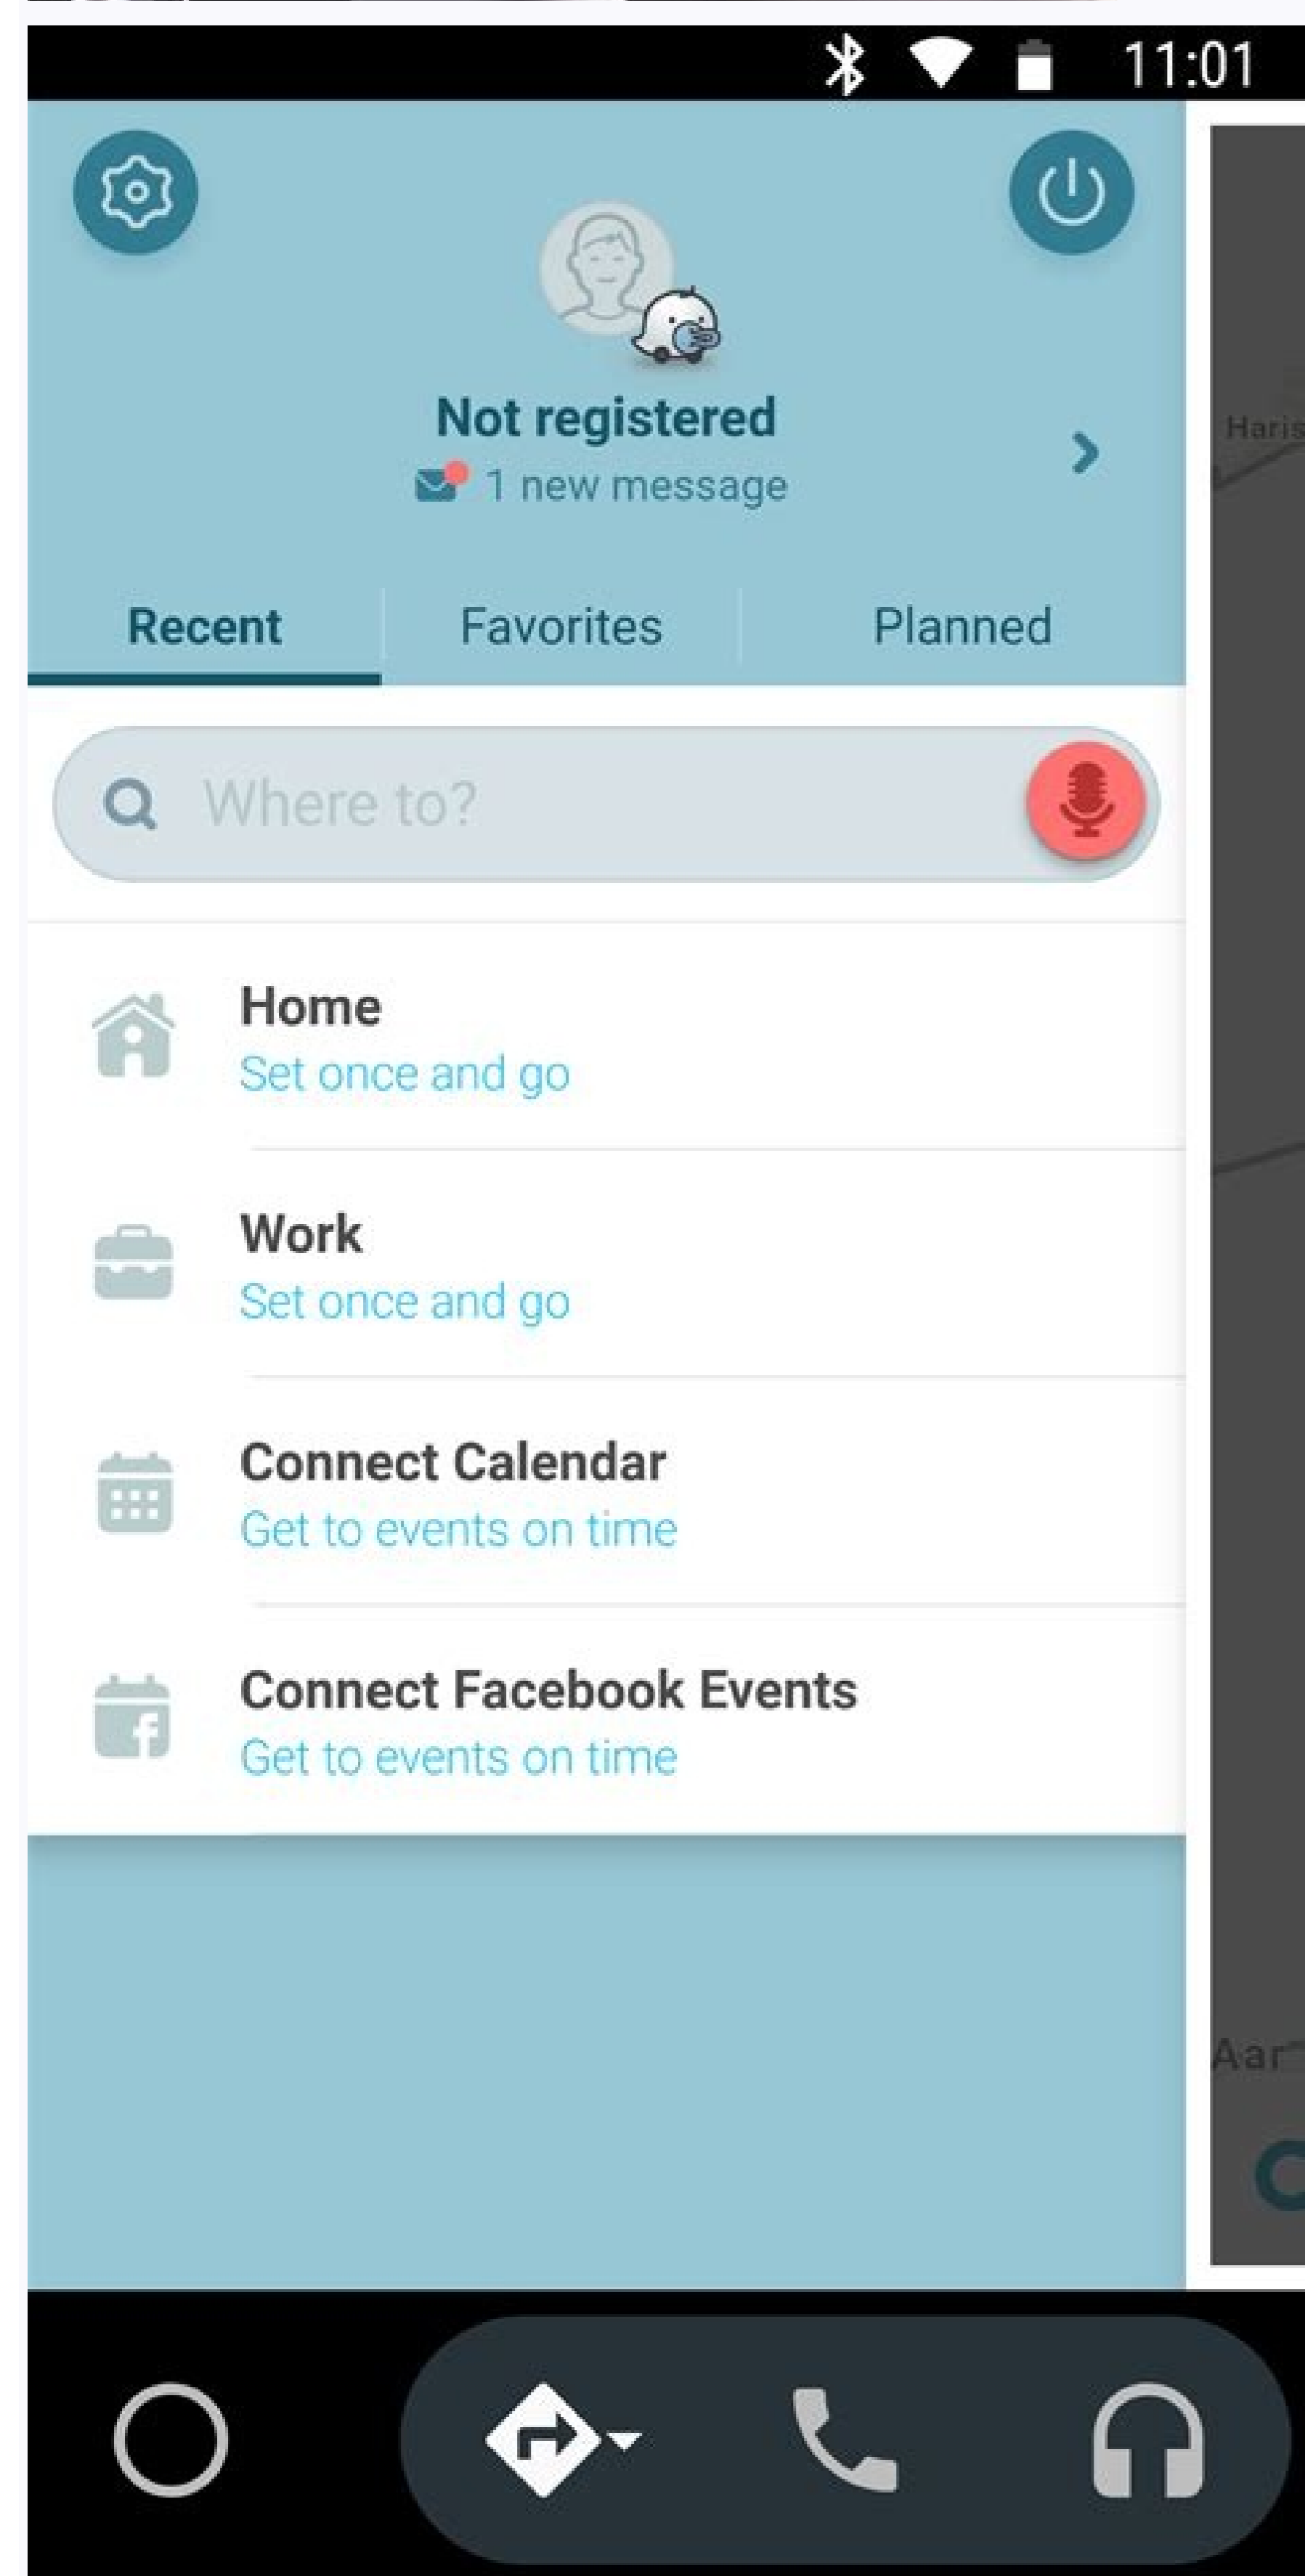 11:01
Not registered
1 new message
Recent Favorites Planned
Where to?
Home
Set once and go
Work
Set once and go
Connect Calendar
Get to events on time
Connect Facebook Events
Get to events on time